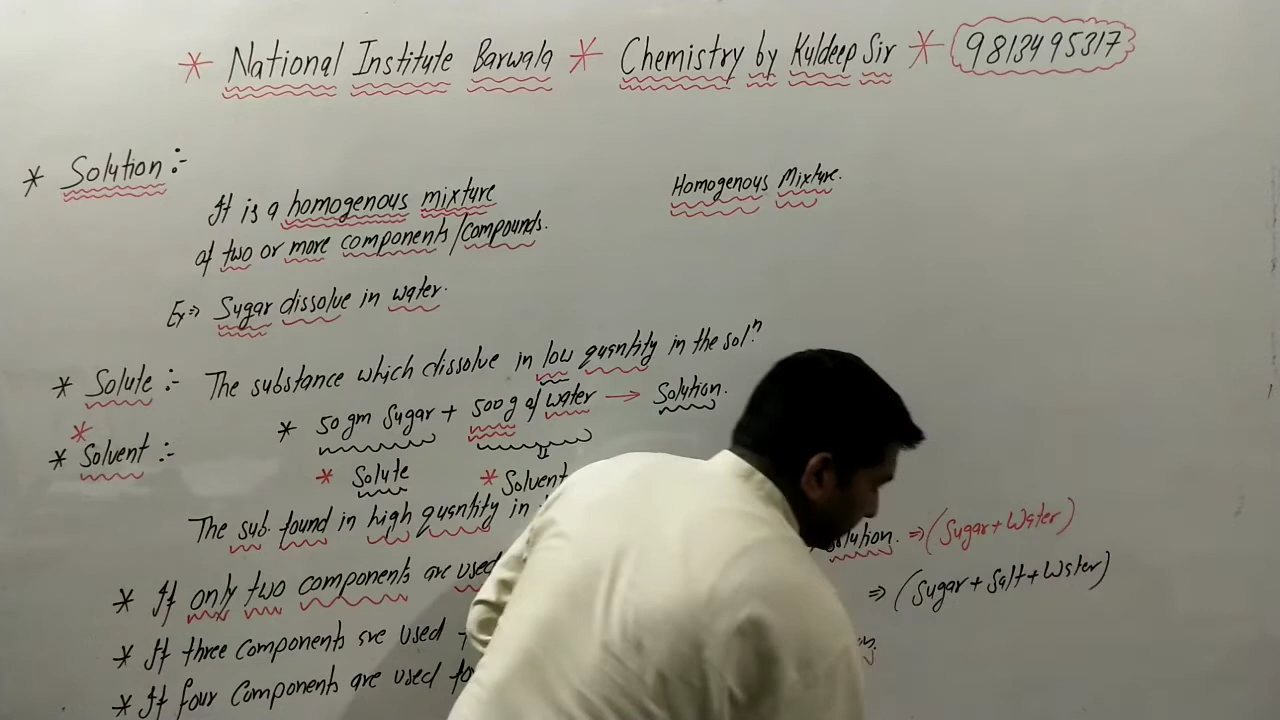 * National Institute Barwala * Chemistry by Kuldeep Sir * 9813495317
* Solution :-
It is a homogenous mixture
of two or more components/compounds.
Homogenous Mixture.
Ex⇒ Sugar dissolve in water.
* Solute :- The substance which dissolve in low quantity in the solⁿ
* 50 gm Sugar + 500g of water → Solution.
* Solvent :-
* Solute * Solvent
The sub. found in high quantity in
* If only two components are used solution. ⇒ (Sugar+Water)
* If three components are used ⇒ (Sugar+Salt+Water)
* If four components are used